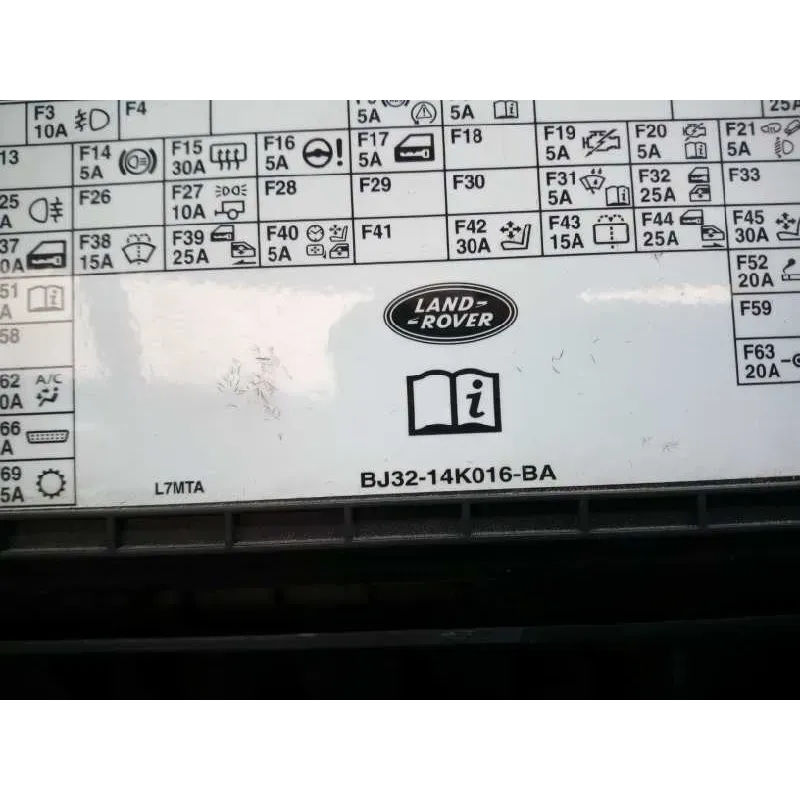 25A
F3 F4 5A 5A
10A
13 F14 F15 F16 F17 F18 F19 F20 F21
5A 30A 5A ! 5A 5A 5A 5A
25 F26 F27 F28 F29 F30 F31 F32 F33
A 10A 5A 25A
37 F38 F39 F40 F41 F42 F43 F44 F45
0A 15A 25A 5A 30A 15A 25A 30A
51 F52
A 20A
58 F59
LAND-
-ROVER
62 A/C F63
0A 20A
66
A
i
69
5A
L7MTA BJ32-14K016-BA